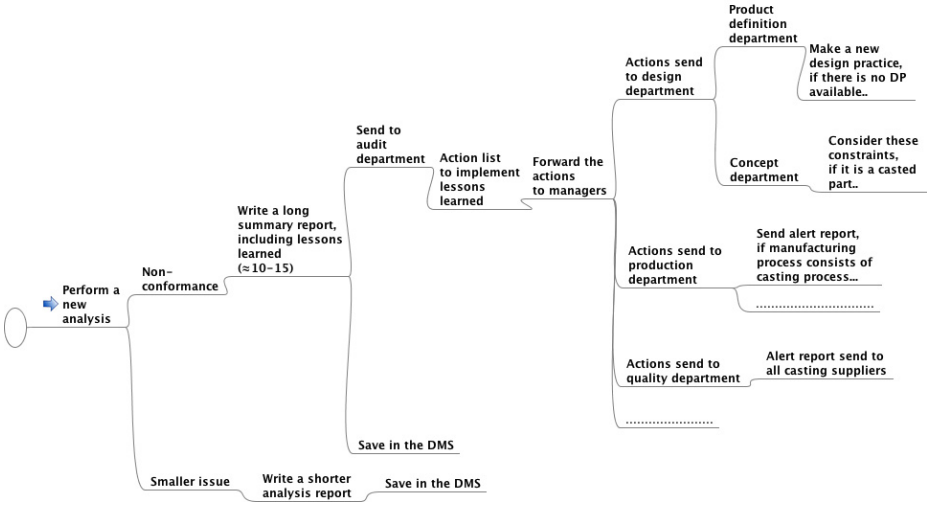 Perform a
new
analysis
Non-
conformance
Write a long
summary report,
including lessons
learned
(≈10-15)
Send to
audit
department
Action list
to implement
lessons
learned
Forward the
actions
to managers
Actions send
to design
department
Product
definition
department
Make a new
design practice,
if there is no DP
available..
Concept
department
Consider these
constraints,
if it is a casted
part..
Actions send to
production
department
Send alert report,
if manufacturing
process consists of
casting process...
................................
Actions send to
quality department
Alert report send to
all casting suppliers
........................
Save in the DMS
Smaller issue
Write a shorter
analysis report
Save in the DMS